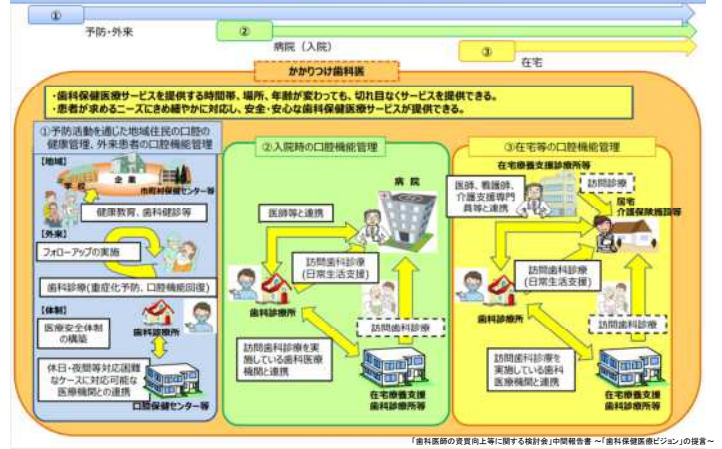 ①
予防・外来
②
病院（入院）
③
在宅
かかりつけ歯科医
・歯科保健医療サービスを提供する時間帯、場所、年齢が変わっても、切れ目なくサービスを提供できる。
・患者が求めるニーズにきめ細やかに対応し、安全・安心な歯科保健医療サービスが提供できる。
①予防活動を通じた地域住民の口腔の
健康管理、外来患者の口腔機能管理
【地域】
学校
企業
市町村保健センター等
健康教育、歯科健診等
【外来】
フォローアップの実施
歯科診療(重症化予防、口腔機能回復)
【体制】
医療安全体制
の構築
歯科診療所
休日・夜間等対応困難
なケースに対応可能な
医療機関との連携
口腔保健センター等
②入院時の口腔機能管理
病院
医師等と連携
訪問歯科診療
(日常生活支援)
歯科診療所
訪問歯科診療
訪問歯科診療を実
施している歯科医療
機関と連携
在宅療養支援
歯科診療所等
③在宅等の口腔機能管理
在宅療養支援診療所等
訪問診療
医師、看護師、
介護支援専門
員等と連携
居宅
介護保険施設等
訪問歯科診療
(日常生活支援)
歯科診療所
訪問歯科診療
訪問歯科診療を
実施している歯科
医療機関と連携
在宅療養支援
歯科診療所等
「歯科医師の資質向上等に関する検討会」中間報告書 ～「歯科保健医療ビジョン」の提言～